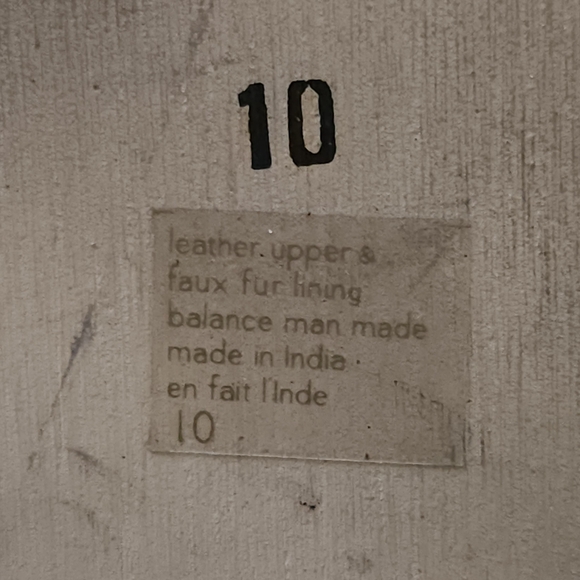 10
leather upper &
faux fur lining
balance man made
made in India
en fait l'Inde
10